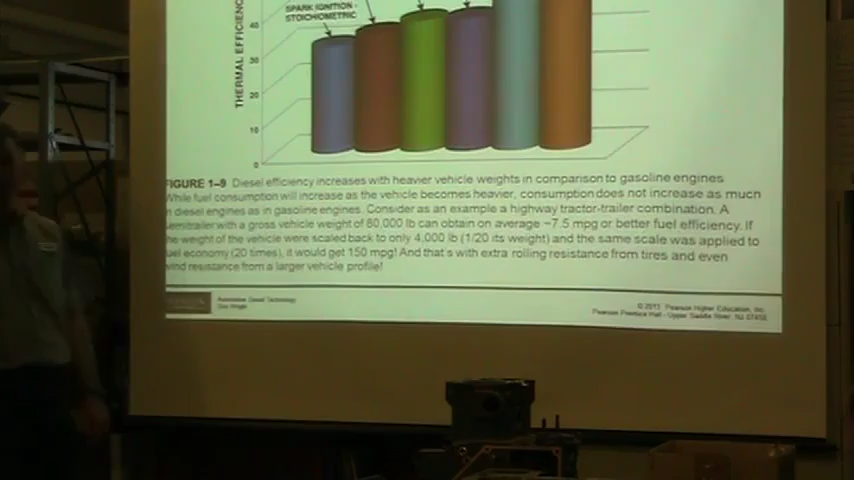 SPARK IGNITION -
STOICHIOMETRIC
THERMAL EFFICIENC
40
30
20
10
0
FIGURE 1–9 Diesel efficiency increases with heavier vehicle weights in comparison to gasoline engines
While fuel consumption will increase as the vehicle becomes heavier, consumption does not increase as much
in diesel engines as in gasoline engines. Consider as an example a highway tractor-trailer combination. A
semitrailer with a gross vehicle weight of 80,000 lb can obtain on average ~7.5 mpg or better fuel efficiency. If
the weight of the vehicle were scaled back to only 4,000 lb (1/20 its weight) and the same scale was applied to
fuel economy (20 times), it would get 150 mpg! And that's with extra rolling resistance from tires and even
wind resistance from a larger vehicle profile!
Automotive Diesel Technology
Gus Wright
Pearson Higher Education, Inc.
Pearson Prentice Hall - Upper Saddle River, NJ 07458